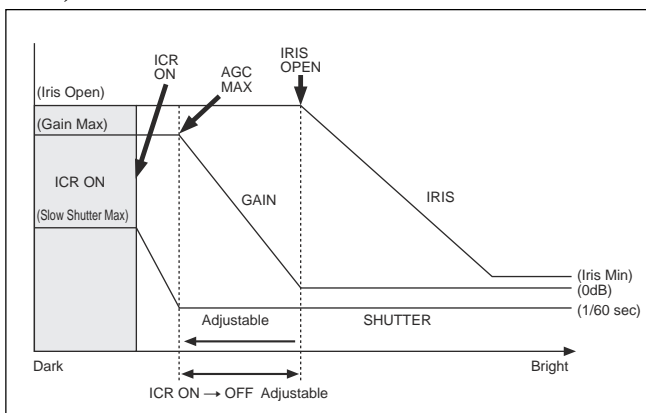 ICR
ON
AGC
MAX
IRIS
OPEN
(Iris Open)
(Gain Max)
ICR ON
(Slow Shutter Max)
GAIN
IRIS
(Iris Min)
(0dB)
(1/60 sec)
Adjustable
SHUTTER
Dark
Bright
ICR ON → OFF Adjustable